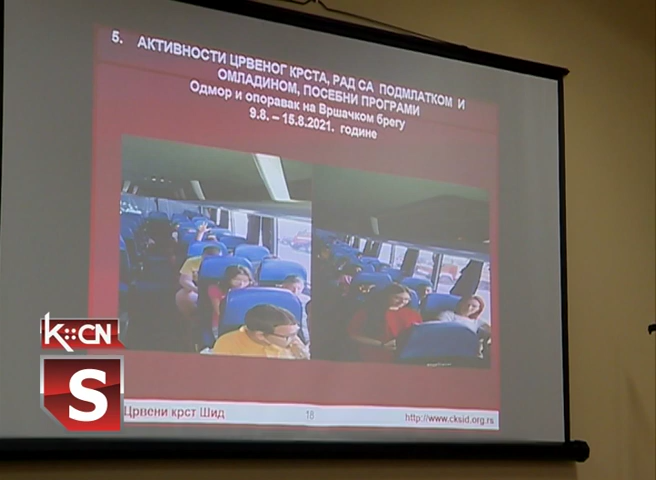 5. АКТИВНОСТИ ЦРВЕНОГ КРСТА, РАД СА ПОДМЛАТКОМ И
ОМЛАДИНОМ, ПОСЕБНИ ПРОГРАМИ
Одмор и опоравак на Вршачком брегу
9.8. – 15.8.2021. године
K::CN
S
Црвени крст Шид 18 http://www.cksid.org.rs